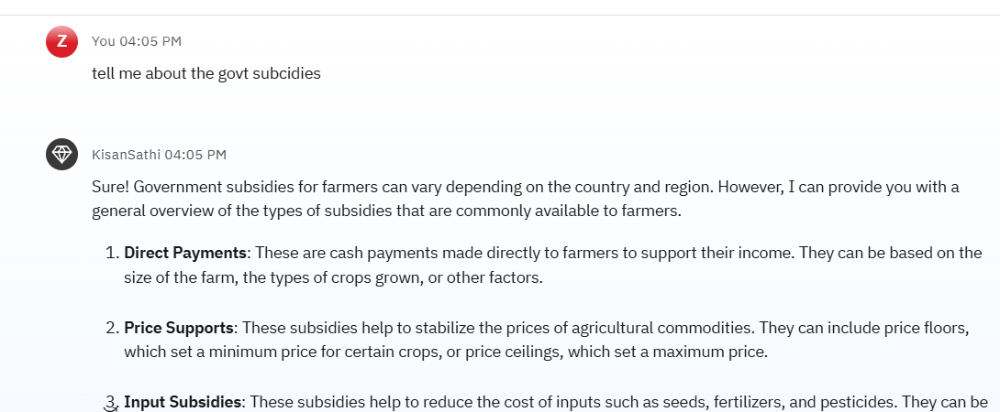 Z You 04:05 PM
tell me about the govt subcidies
KisanSathi 04:05 PM
Sure! Government subsidies for farmers can vary depending on the country and region. However, I can provide you with a
general overview of the types of subsidies that are commonly available to farmers.
1. Direct Payments: These are cash payments made directly to farmers to support their income. They can be based on the
size of the farm, the types of crops grown, or other factors.
2. Price Supports: These subsidies help to stabilize the prices of agricultural commodities. They can include price floors,
which set a minimum price for certain crops, or price ceilings, which set a maximum price.
3. Input Subsidies: These subsidies help to reduce the cost of inputs such as seeds, fertilizers, and pesticides. They can be